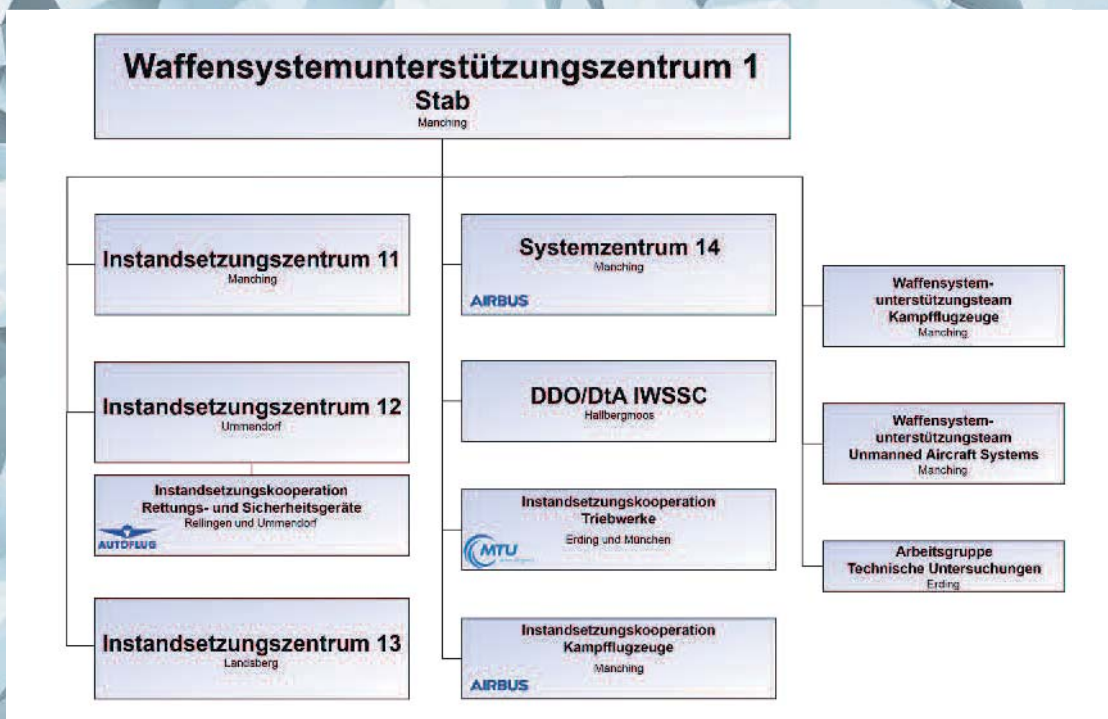 Waffensystemunterstützungszentrum 1
Stab
Manching
Instandsetzungszentrum 11
Manching
Instandsetzungszentrum 12
Ummendorf
Instandsetzungskooperation
Rettungs- und Sicherheitsgeräte
Rellingen und Ummendorf
AUTOFLUG
Instandsetzungszentrum 13
Landsberg
Systemzentrum 14
Manching
AIRBUS
DDO/DtA IWSSC
Hallbergmoos
Instandsetzungskooperation
Triebwerke
Erding und München
MTU
Instandsetzungskooperation
Kampfflugzeuge
Manching
AIRBUS
Waffensystem-
unterstützungsteam
Kampfflugzeuge
Manching
Waffensystem-
unterstützungsteam
Unmanned Aircraft Systems
Manching
Arbeitsgruppe
Technische Untersuchungen
Erding